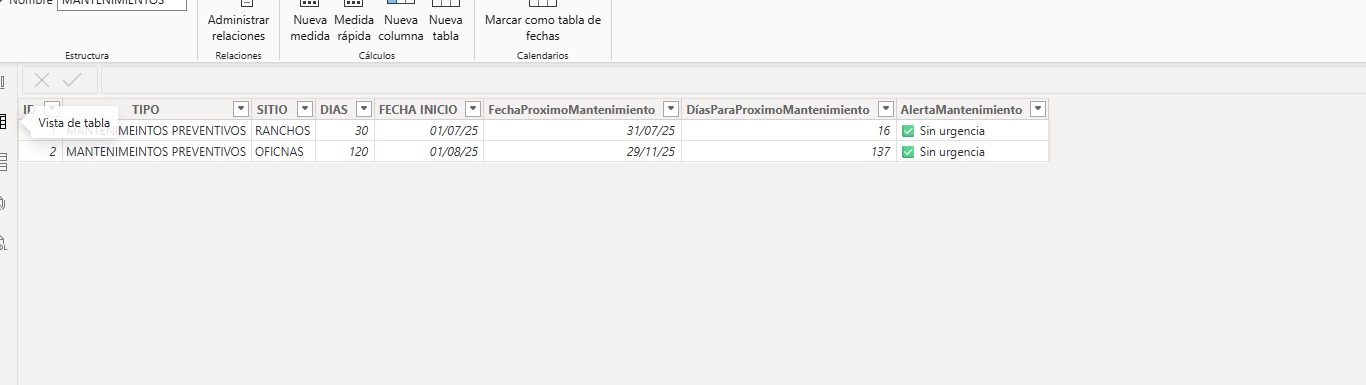 Nombre MANTENIMIENTOS
Administrar relaciones
Nueva medida
Medida rápida
Nueva columna
Nueva tabla
Marcar como tabla de fechas
Estructura
Relaciones
Cálculos
Calendarios
TIPO SITIO DIAS FECHA INICIO FechaProximoMantenimiento DíasParaProximoMantenimiento AlertaMantenimiento
Vista de tabla
MANTENIMEINTOS PREVENTIVOS RANCHOS 30 01/07/25 31/07/25 16 ✅ Sin urgencia
2 MANTENIMEINTOS PREVENTIVOS OFICNAS 120 01/08/25 29/11/25 137 ✅ Sin urgencia